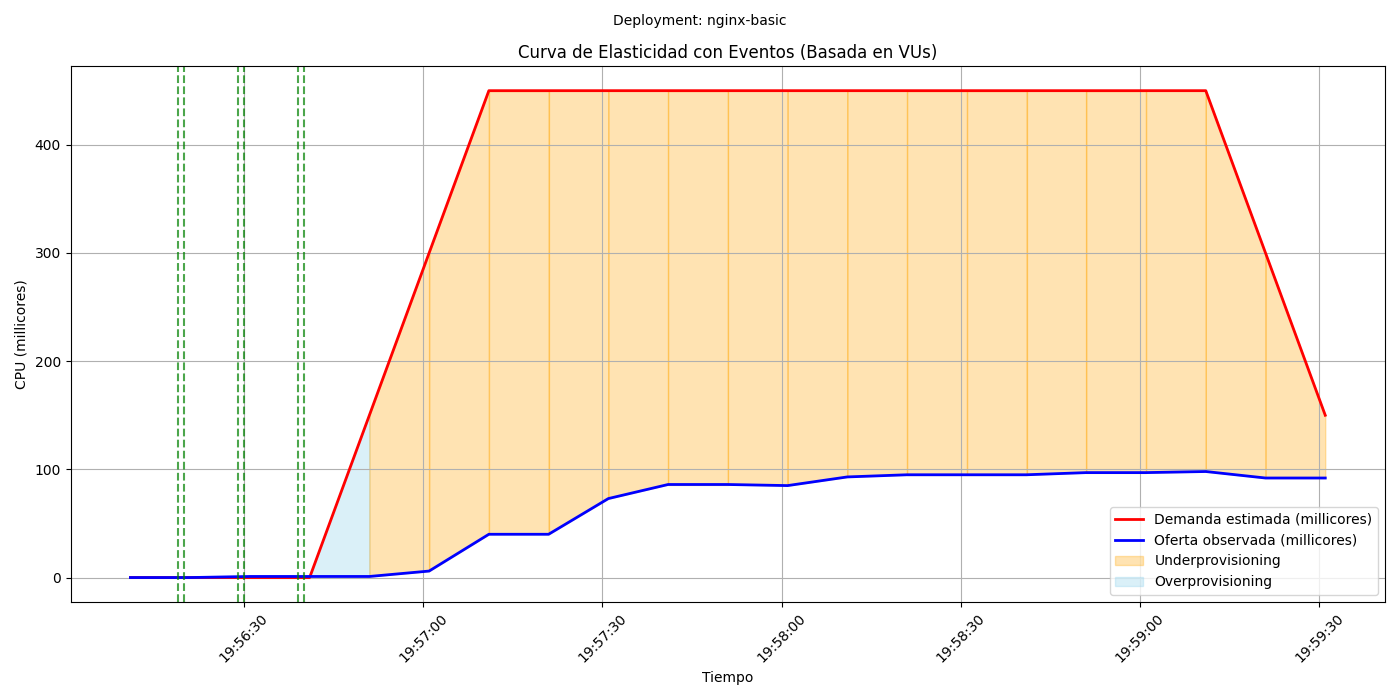 Deployment: nginx-basic
Curva de Elasticidad con Eventos (Basada en VUs)
CPU (millicores)
400
300
200
100
0
Demanda estimada (millicores)
Oferta observada (millicores)
Underprovisioning
Overprovisioning
19:56:30
19:57:00
19:57:30
19:58:00
19:58:30
19:59:00
19:59:30
Tiempo